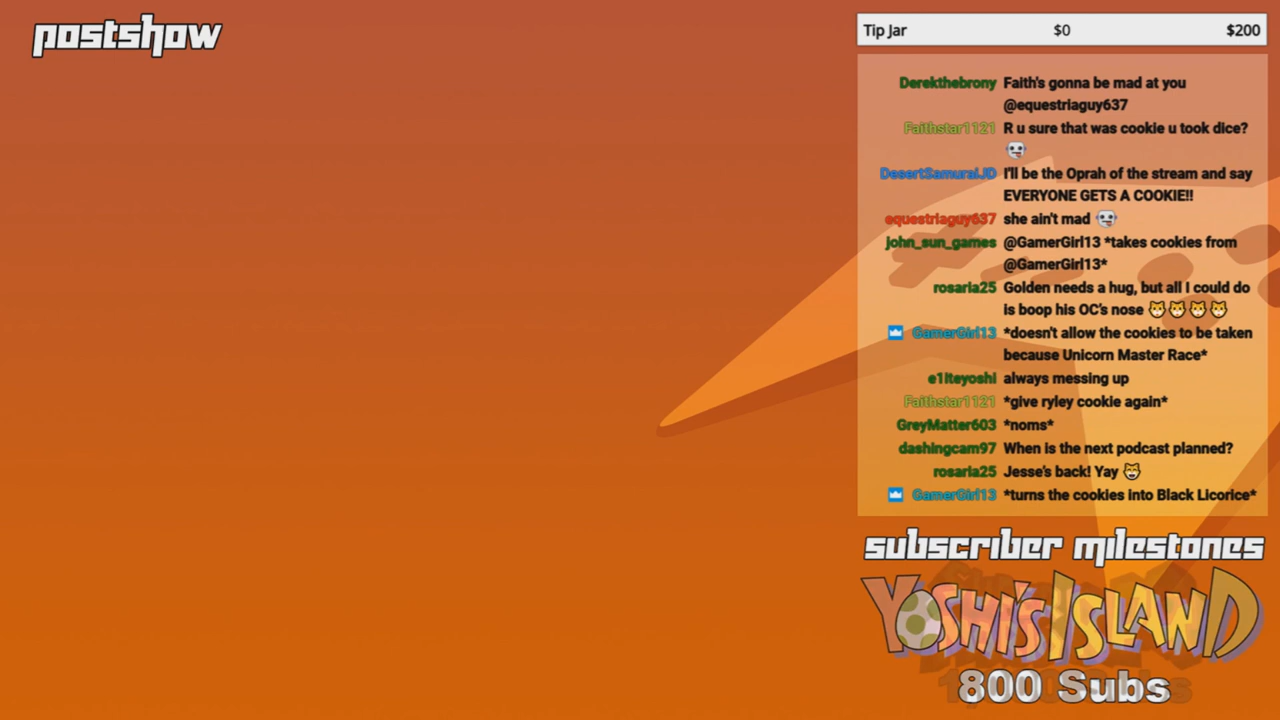 postshow
Tip Jar $0 $200
Derekthebrony Faith's gonna be mad at you
@equestriaguy637
Faithstar1121 R u sure that was cookie u took dice?
DesertSamuraiJD I'll be the Oprah of the stream and say
EVERYONE GETS A COOKIE!!
equestriaguy637 she ain't mad
john_sun_games @GamerGirl13 *takes cookies from
@GamerGirl13*
rosaria25 Golden needs a hug, but all I could do
is boop his OC's nose
GamerGirl13 *doesn't allow the cookies to be taken
because Unicorn Master Race*
e1iteyoshi always messing up
Faithstar1121 *give ryley cookie again*
GreyMatter603 *noms*
dashingcam97 When is the next podcast planned?
rosaria25 Jesse's back! Yay
GamerGirl13 *turns the cookies into Black Licorice*
subscriber milestones
YOSHI'S ISLAND
800 Subs